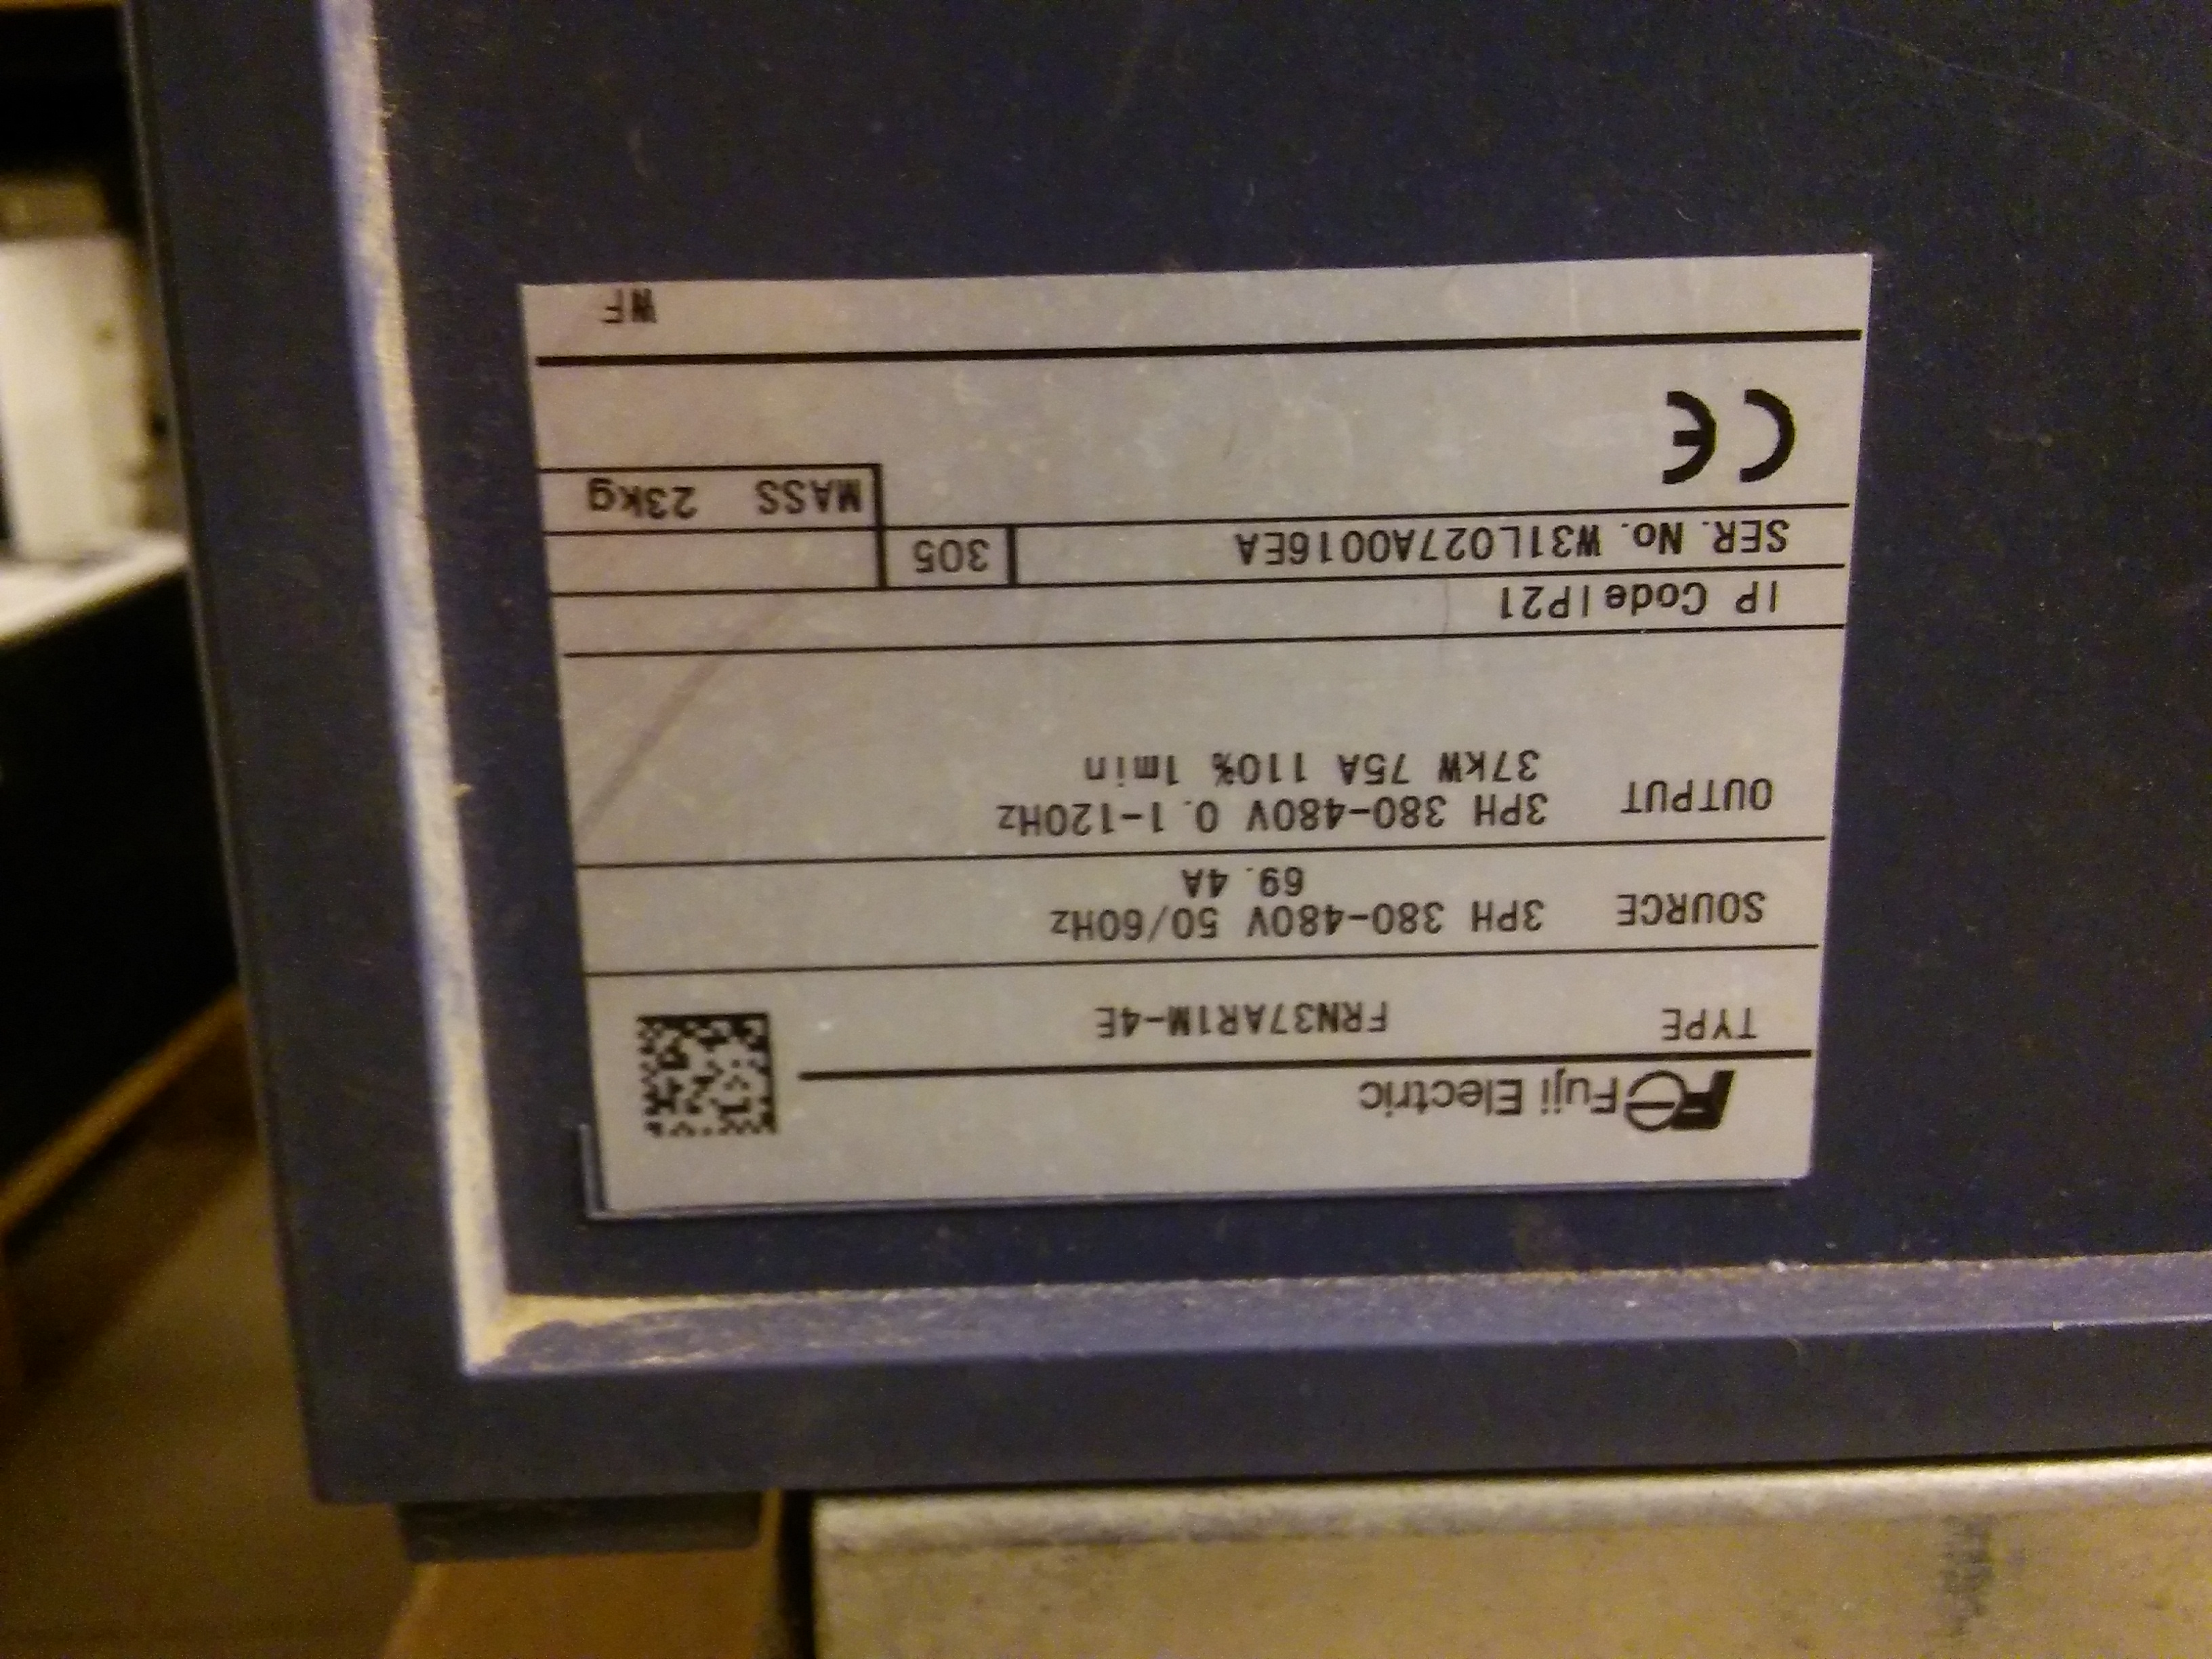 Fuji Electric
TYPE FRN37AR1M-4E
SOURCE 3PH 380-480V 50/60Hz
69.4A
OUTPUT 3PH 380-480V 0.1-120Hz
37kW 75A 110% 1min
IP Code IP21
SER. No. W31L027A0016EA 305
MASS 23kg
CE
WF